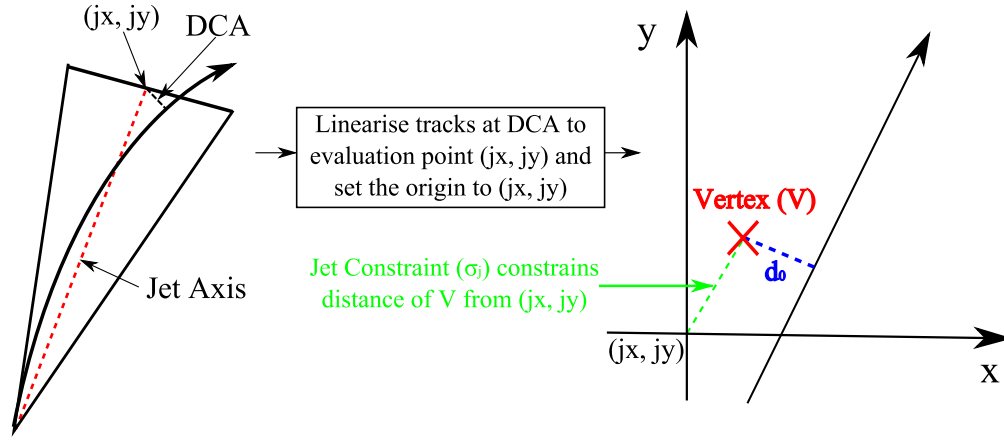 (jx, jy)
DCA
Jet Axis
Linearise tracks at DCA to
evaluation point (jx, jy) and
set the origin to (jx, jy)
Jet Constraint (σⱼ) constrains
distance of V from (jx, jy)
y
Vertex (V)
d₀
(jx, jy)
x